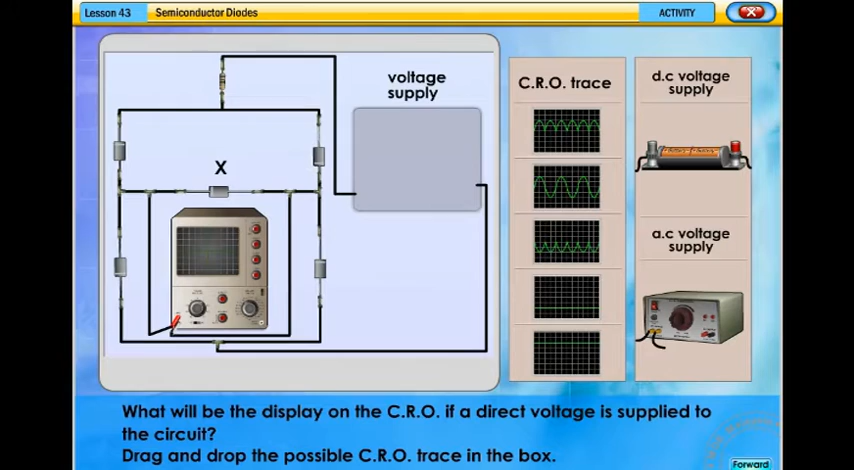 Lesson 43
Semiconductor Diodes
ACTIVITY
voltage
supply
X
C.R.O. trace
d.c voltage
supply
a.c voltage
supply
What will be the display on the C.R.O. if a direct voltage is supplied to
the circuit?
Drag and drop the possible C.R.O. trace in the box.
Forward